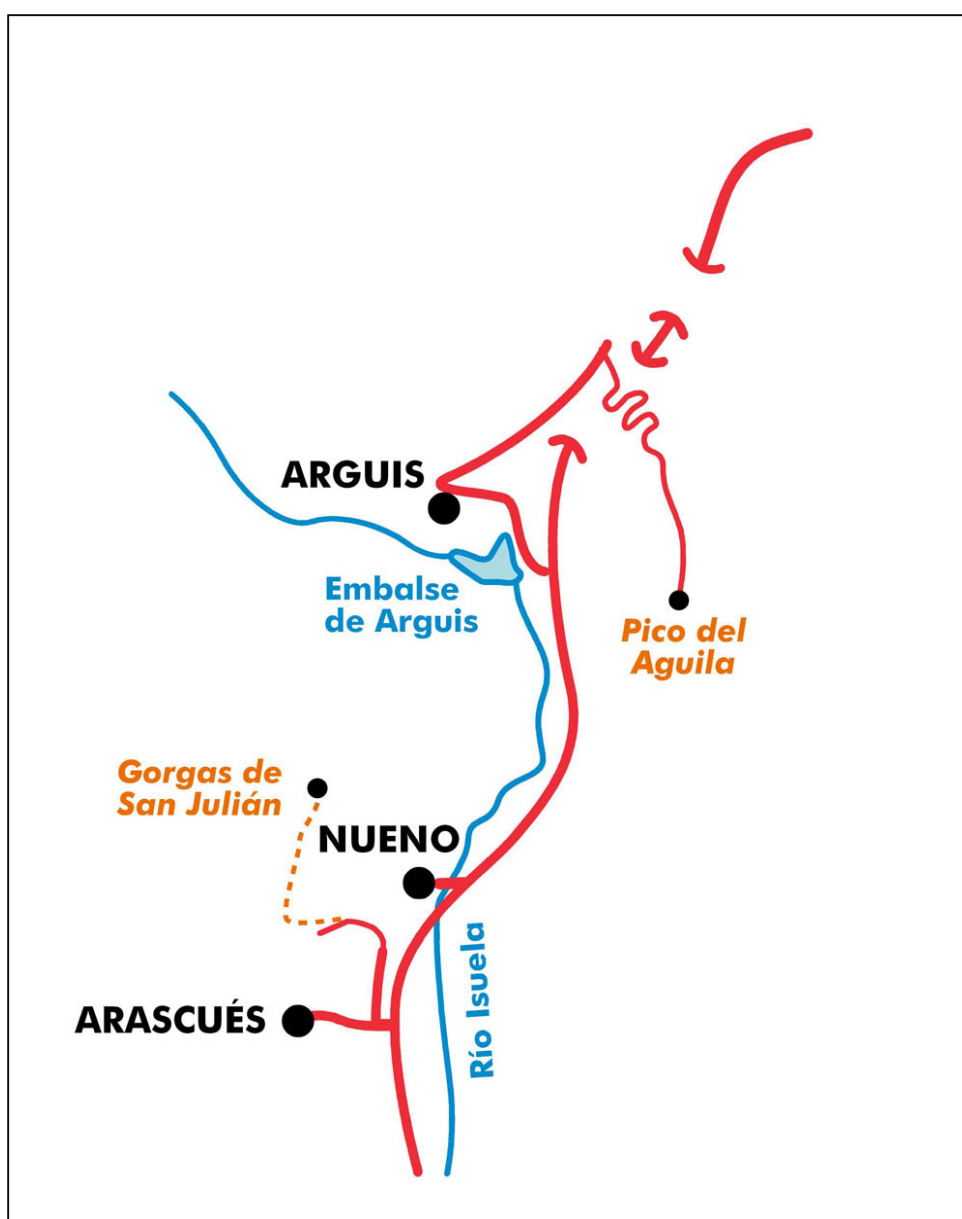 ARGUIS
Embalse
de Arguis
Pico del
Aguila
Gorgas de
San Julián
NUENO
Río Isuela
ARASCUÉS